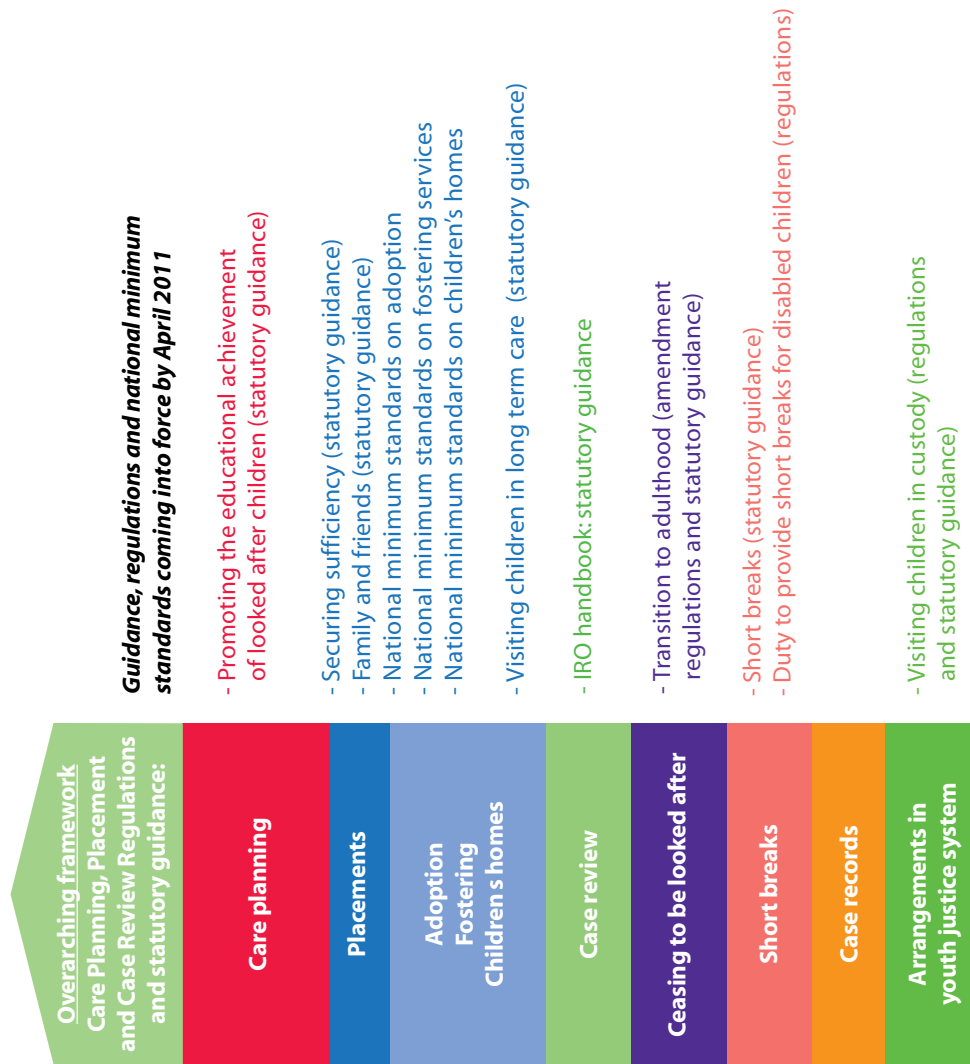 Overarching framework
Care Planning, Placement
and Case Review Regulations
and statutory guidance:
Guidance, regulations and national minimum
standards coming into force by April 2011
Care planning
- Promoting the educational achievement
of looked after children (statutory guidance)
Placements
- Securing sufficiency (statutory guidance)
- Family and friends (statutory guidance)
Adoption
Fostering
Children s homes
- National minimum standards on adoption
- National minimum standards on fostering services
- National minimum standards on children's homes
- Visiting children in long term care (statutory guidance)
Case review
- IRO handbook: statutory guidance
Ceasing to be looked after
- Transition to adulthood (amendment
regulations and statutory guidance)
Short breaks
- Short breaks (statutory guidance)
- Duty to provide short breaks for disabled children (regulations)
Case records
Arrangements in
youth justice system
- Visiting children in custody (regulations
and statutory guidance)